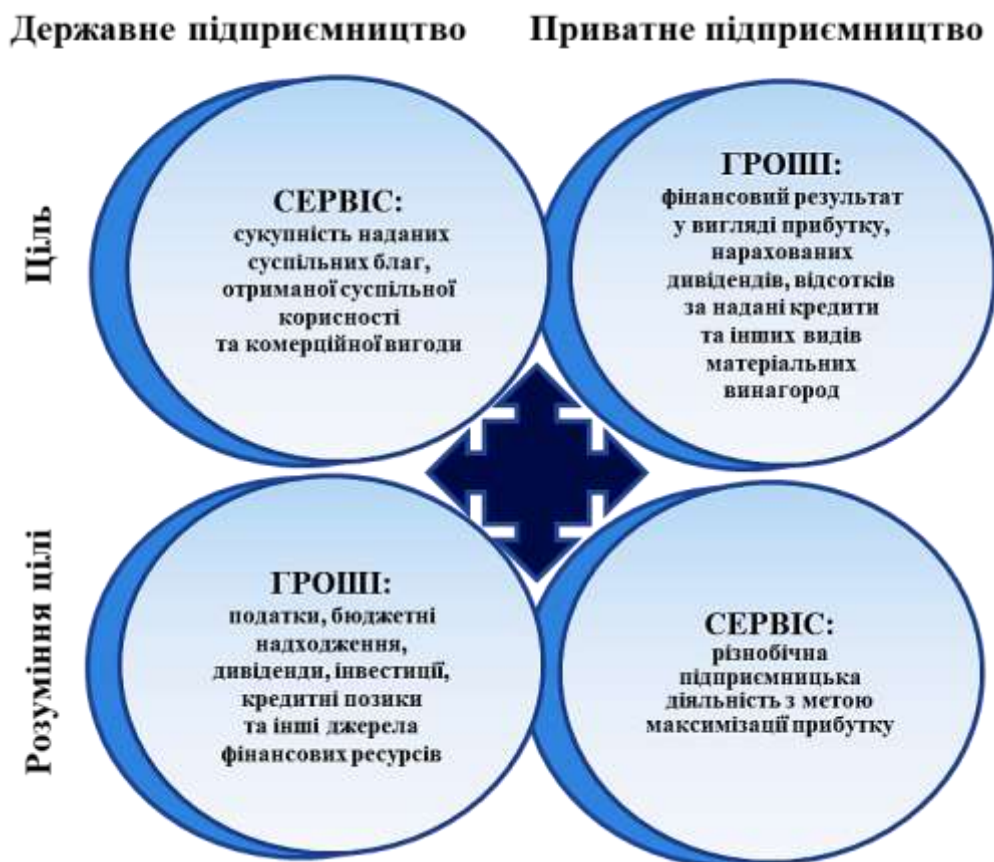 Державне підприємництво
Приватне підприємництво
Ціль
СЕРВІС:
сукупність наданих
суспільних благ,
отриманої суспільної
корисності
та комерційної вигоди
ГРОШІ:
фінансовий результат
у вигляді прибутку,
нарахованих
дивідендів, відсотків
за надані кредити
та інших видів
матеріальних
винагород
Розуміння цілі
ГРОШІ:
податки, бюджетні
надходження,
дивіденди, інвестиції,
кредитні позики
та інші джерела
фінансових ресурсів
СЕРВІС:
різнобічна
підприємницька
діяльність з метою
максимізації прибутку